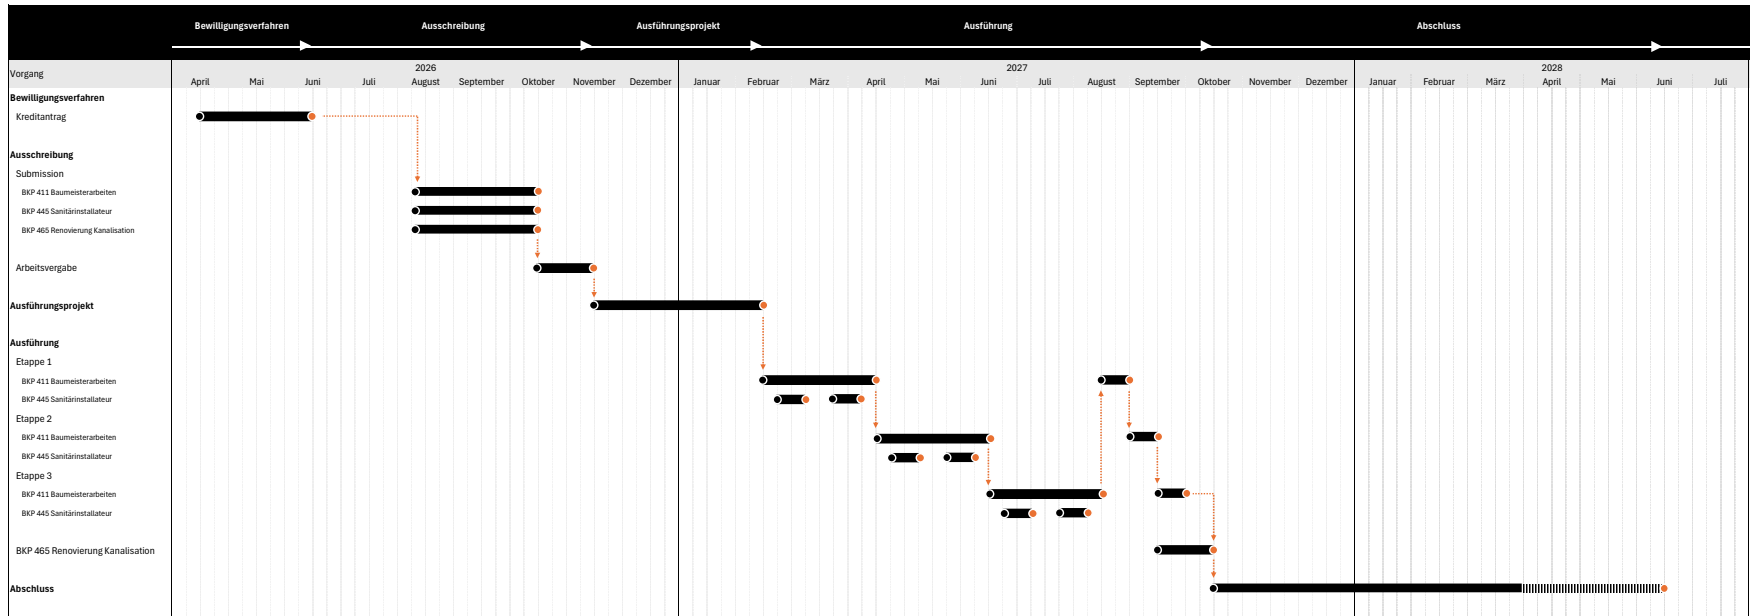 Bewilligungsverfahren Ausschreibung Ausführungsprojekt Ausführung Abschluss
Vorgang
2026 2027 2028
April Mai Juni Juli August September Oktober November Dezember Januar Februar März April Mai Juni Juli August September Oktober November Dezember Januar Februar März April Mai Juni Juli
Bewilligungsverfahren
Kreditantrag
Ausschreibung
Submission
BKP 411 Baumeisterarbeiten
BKP 445 Sanitärinstallateur
BKP 465 Renovierung Kanalisation
Arbeitsvergabe
Ausführungsprojekt
Ausführung
Etappe 1
BKP 411 Baumeisterarbeiten
BKP 445 Sanitärinstallateur
Etappe 2
BKP 411 Baumeisterarbeiten
BKP 445 Sanitärinstallateur
Etappe 3
BKP 411 Baumeisterarbeiten
BKP 445 Sanitärinstallateur
BKP 465 Renovierung Kanalisation
Abschluss